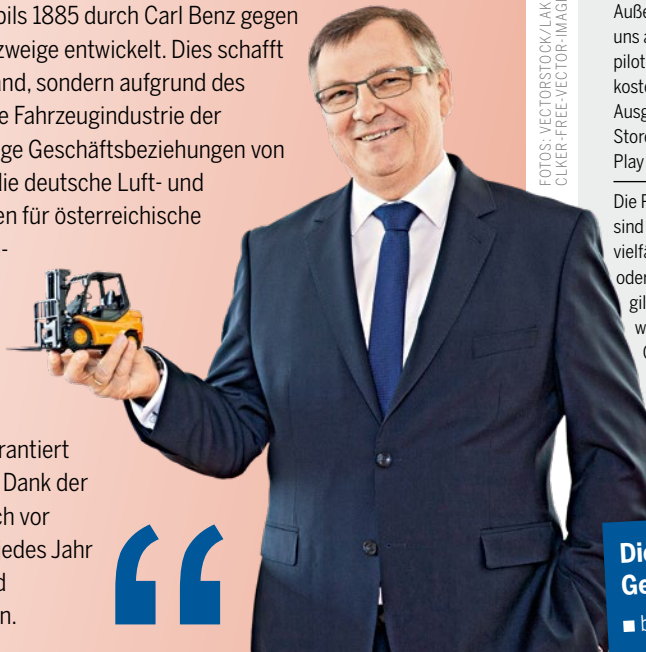 bils 1885 durch Carl Benz gegen
zweige entwickelt. Dies schafft
and, sondern aufgrund des
e Fahrzeugindustrie der
ige Geschäftsbeziehungen von
die deutsche Luft- und
en für österreichische
-
rantiert
Dank der
ch vor
edes Jahr
d
n.
“
FOTOS: VECTORSTOCK/LAK
CLKER-FREE-VECTOR-IMAGE
Auße
uns a
pilot
koste
Ausg
Store
Play
Die F
sind
vielfä
oder
gil
w
Die
Ge
■ b